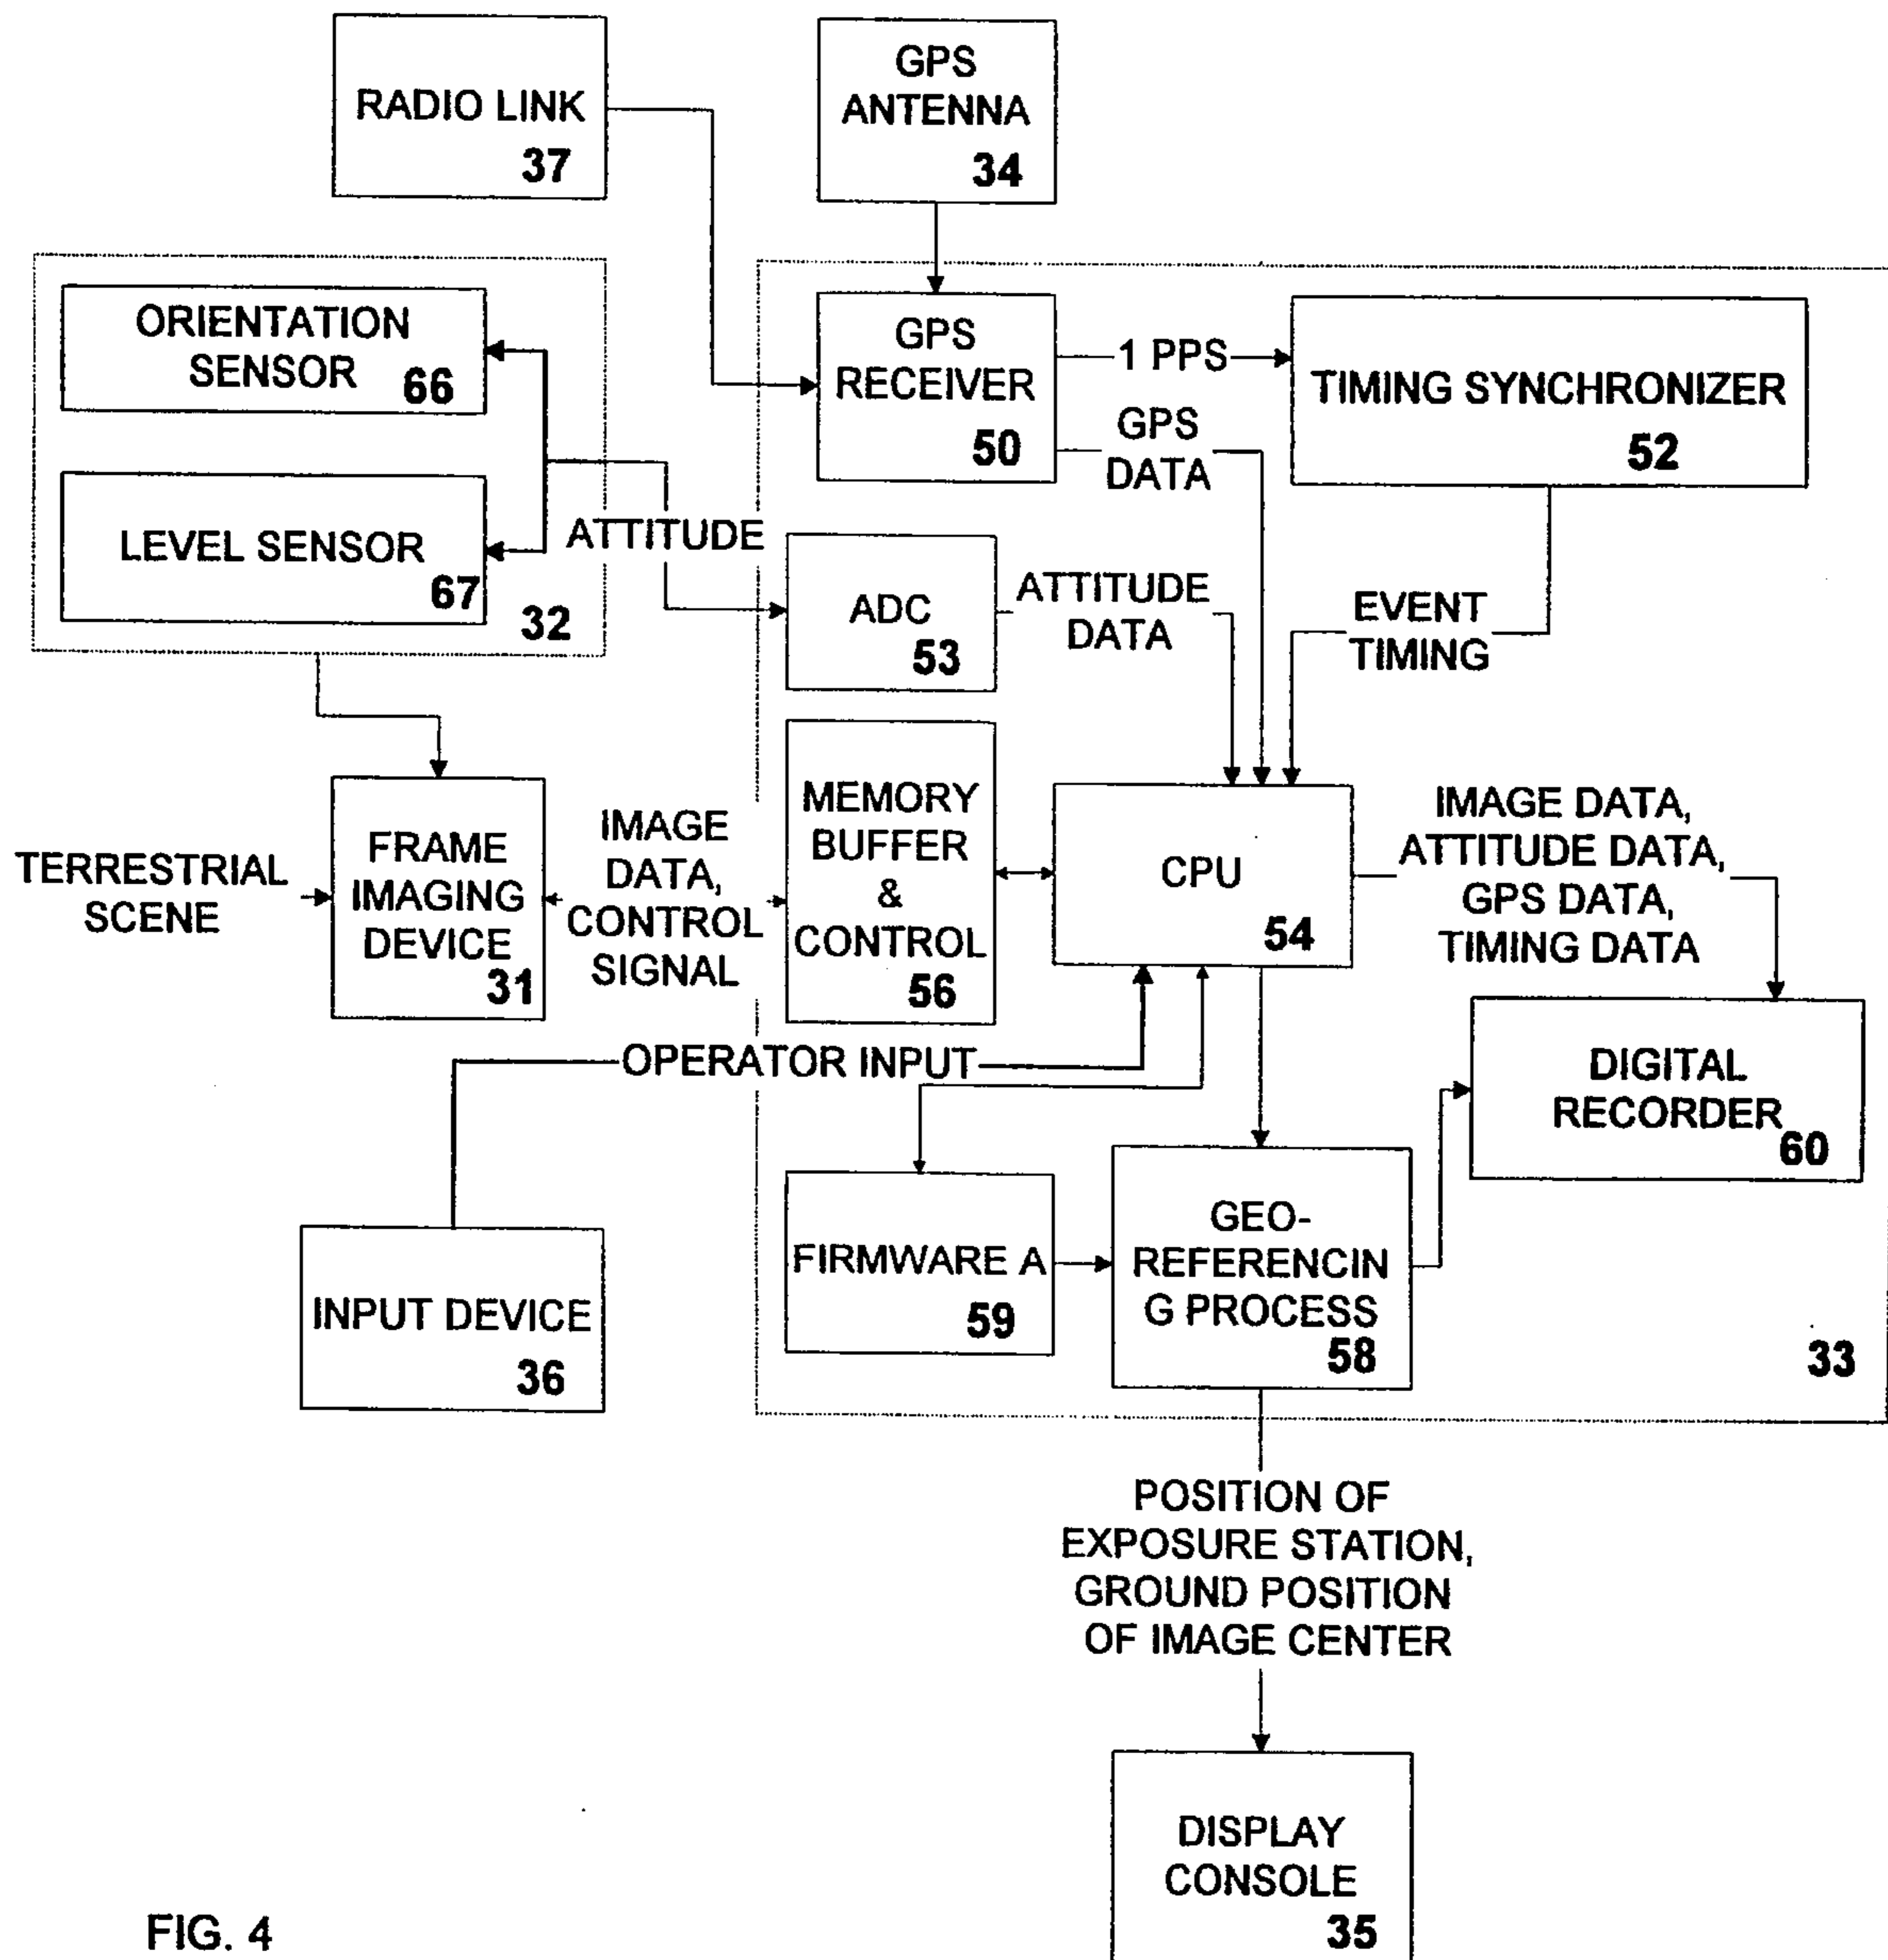 RADIO LINK
37
GPS
ANTENNA
34
ORIENTATION
SENSOR
66
LEVEL SENSOR
67
32
ATTITUDE
GPS
RECEIVER
50
1 PPS
GPS
DATA
TIMING SYNCHRONIZER
52
ADC
53
ATTITUDE
DATA
EVENT
TIMING
TERRESTRIAL
SCENE
FRAME
IMAGING
DEVICE
31
IMAGE
DATA,
CONTROL
SIGNAL
MEMORY
BUFFER
&
CONTROL
56
CPU
54
IMAGE DATA,
ATTITUDE DATA,
GPS DATA,
TIMING DATA
OPERATOR INPUT
DIGITAL
RECORDER
60
INPUT DEVICE
36
FIRMWARE A
59
GEO-
REFERENCIN
G PROCESS
58
33
POSITION OF
EXPOSURE STATION,
GROUND POSITION
OF IMAGE CENTER
DISPLAY
CONSOLE
35
FIG. 4